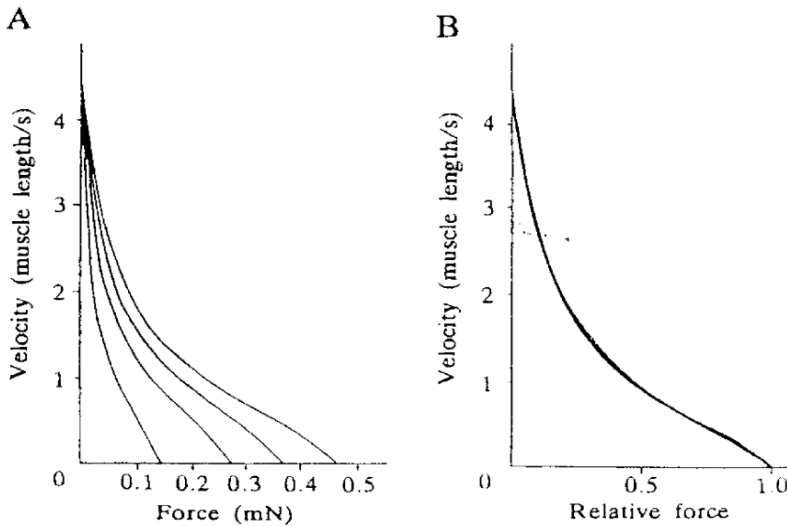 A
Velocity (muscle length/s)
4
3
2
1
0
0.1 0.2 0.3 0.4 0.5
Force (mN)
B
Velocity (muscle length/s)
4
3
2
1
0
0.5 1.0
Relative force